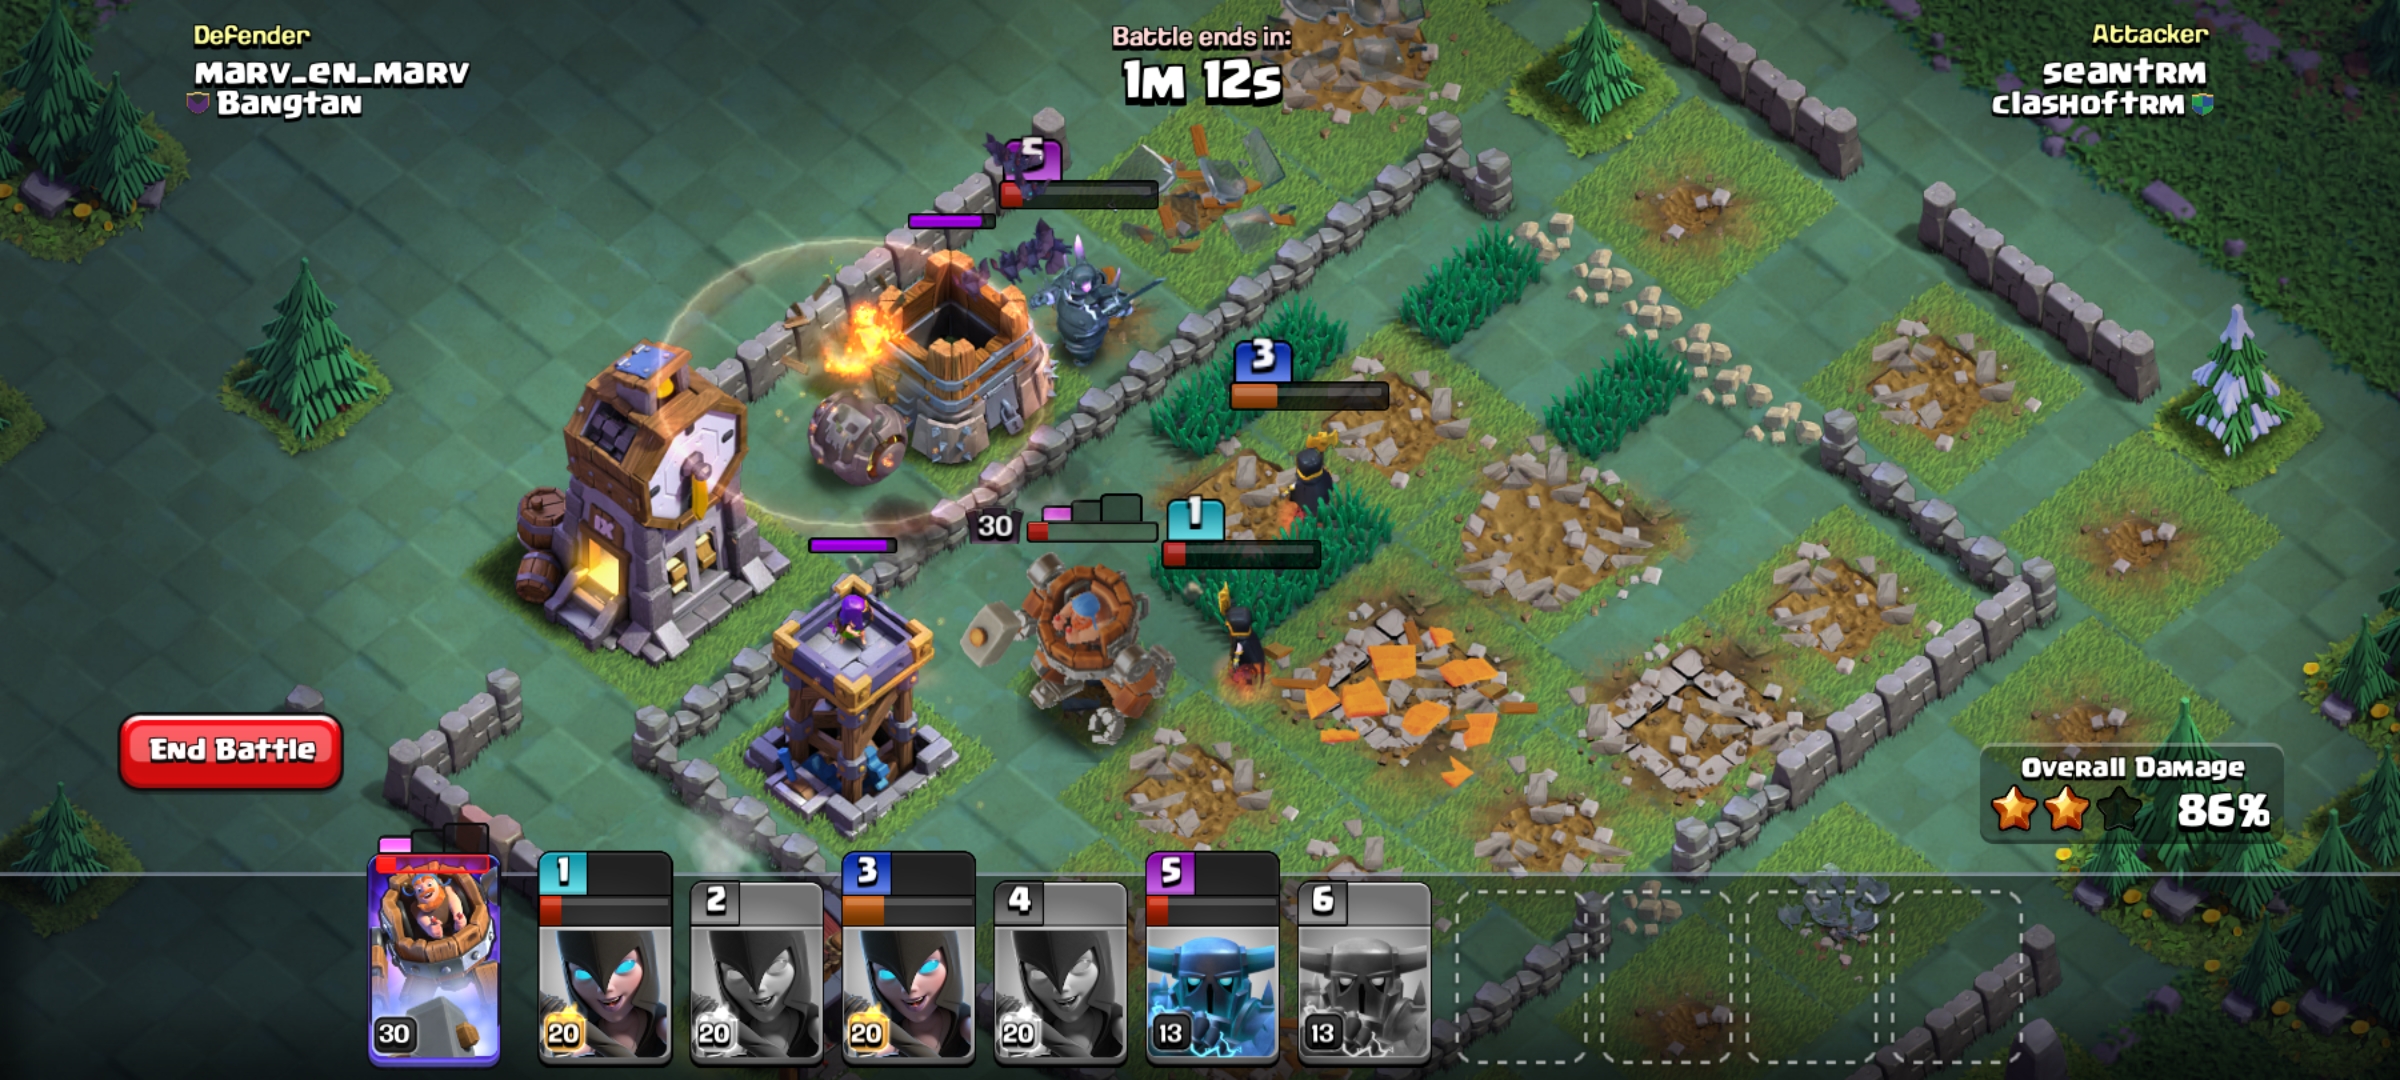 Defender
marv_en_marv
Bangtan
Battle ends in:
1m 12s
Attacker
seantrm
clashoftrm
5
3
30
1
IX
End Battle
Overall Damage
86%
30
1
20
2
20
3
20
4
20
5
13
6
13